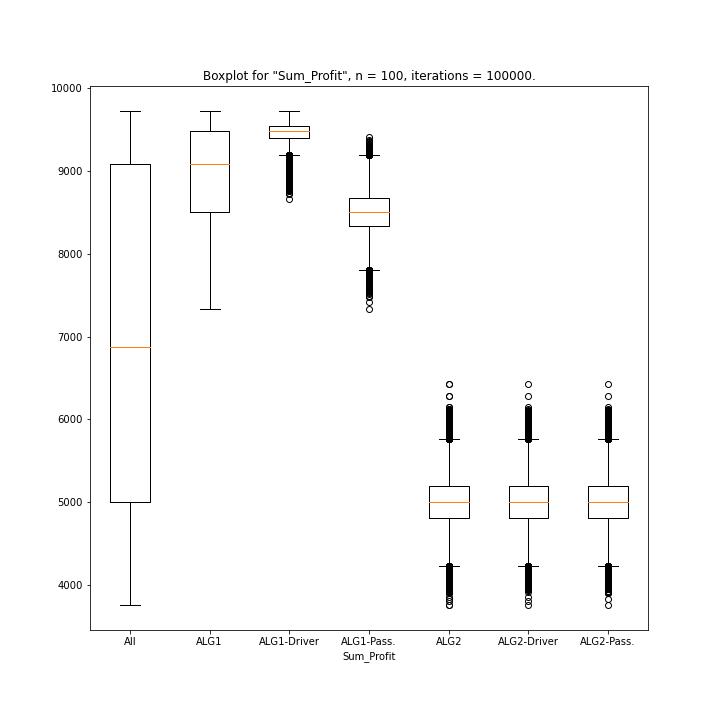 Boxplot for "Sum_Profit", n = 100, iterations = 100000.
10000
9000
8000
7000
6000
5000
4000
All ALG1 ALG1-Driver ALG1-Pass. ALG2 ALG2-Driver ALG2-Pass.
Sum_Profit